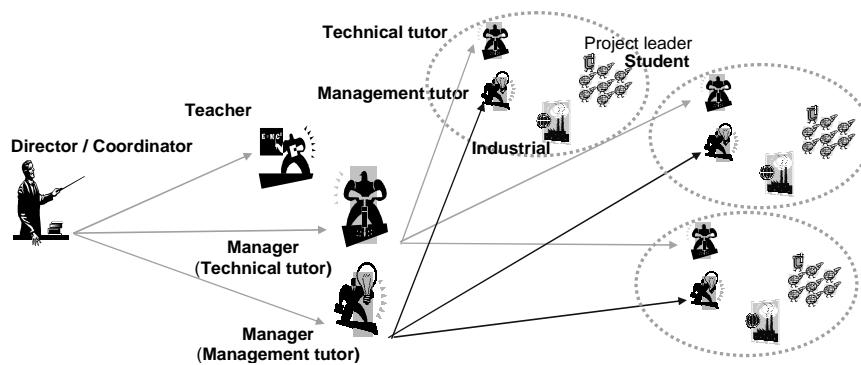 Technical tutor
Project leader
Student
Management tutor
Teacher
Director / Coordinator
Industrial
Manager
(Technical tutor)
Manager
(Management tutor)